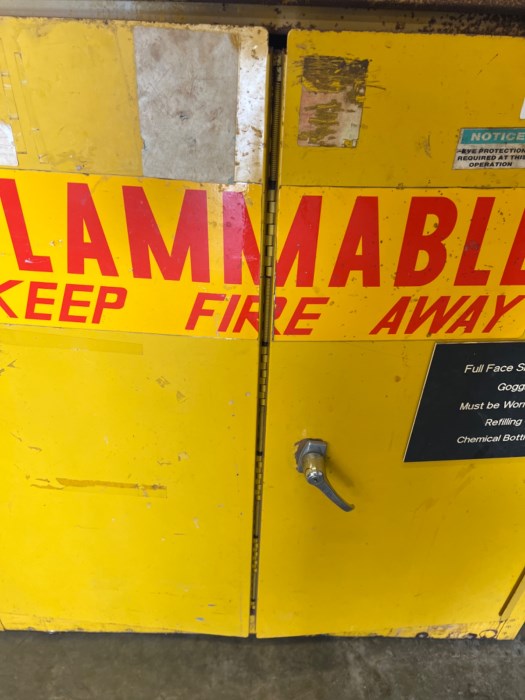 LAMMABLE
KEEP FIRE AWAY
NOTICE
EYE PROTECTION
REQUIRED AT THIS
OPERATION
Full Face S
Gogg
Must be Worn
Refilling
Chemical Bott